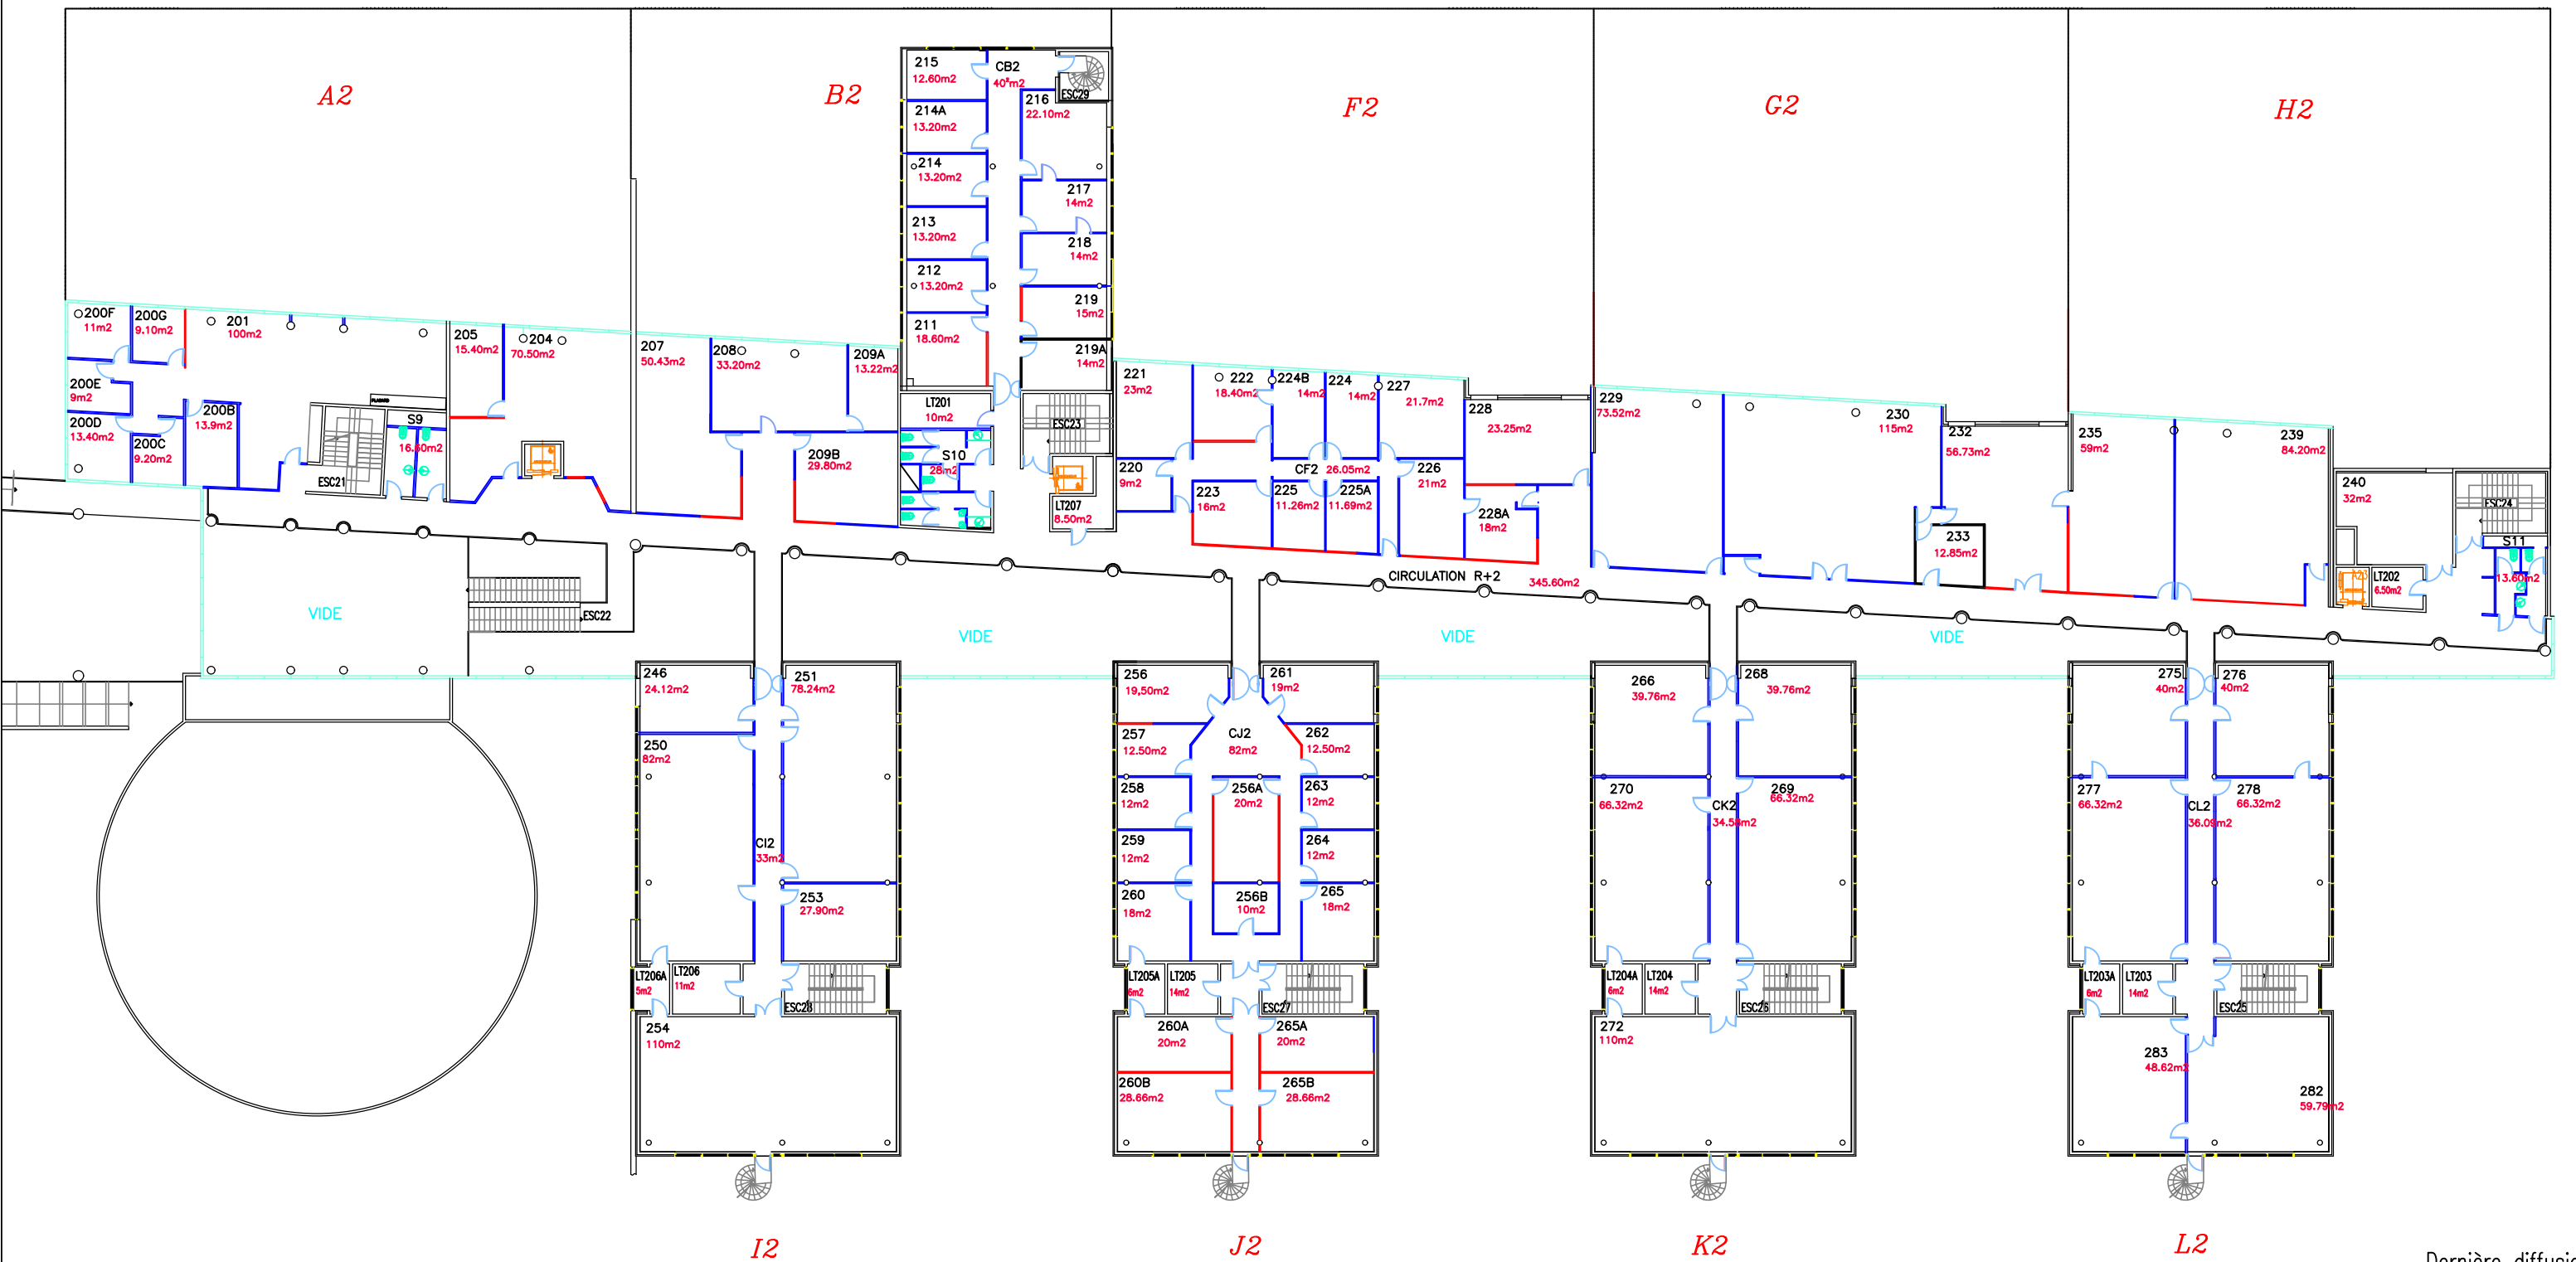 A2
B2
F2
G2
H2
215
12.60m2
CB2
40²m2
ESC29
214A
13.20m2
216
22.10m2
214
13.20m2
217
14m2
213
13.20m2
218
14m2
212
13.20m2
219
15m2
211
18.60m2
219A
14m2
200F
11m2
200G
9.10m2
201
100m2
205
15.40m2
204
70.50m2
207
50.43m2
208
33.20m2
209A
13.22m2
200E
9m2
200D
13.40m2
200C
9.20m2
200B
13.9m2
ESC21
S9
16.60m2
209B
29.80m2
LT201
10m2
S10
28m2
ESC23
LT207
8.50m2
221
23m2
222
18.40m2
224B
14m2
224
14m2
227
21.7m2
228
23.25m2
220
9m2
CF2 26.05m2
223
16m2
225
11.26m2
225A
11.69m2
226
21m2
228A
18m2
229
73.52m2
230
115m2
232
56.73m2
233
12.85m2
235
59m2
239
84.20m2
240
32m2
ESC24
S11
13.60m2
LT202
6.50m2
CIRCULATION R+2
345.60m2
VIDE
ESC22
VIDE
VIDE
VIDE
246
24.12m2
251
78.24m2
250
82m2
CI2
33m2
253
27.90m2
LT206A
5m2
LT206
11m2
ESC28
254
110m2
256
19,50m2
261
19m2
257
12.50m2
CJ2
82m2
262
12.50m2
258
12m2
256A
20m2
263
12m2
259
12m2
264
12m2
260
18m2
256B
10m2
265
18m2
LT205A
6m2
LT205
14m2
ESC27
260A
20m2
265A
20m2
260B
28.66m2
265B
28.66m2
266
39.76m2
268
39.76m2
270
66.32m2
CK2
34.58m2
269
66.32m2
LT204A
6m2
LT204
14m2
ESC26
272
110m2
275
40m2
276
40m2
277
66.32m2
CL2
36.09m2
278
66.32m2
LT203A
6m2
LT203
14m2
ESC25
283
48.62m2
282
59.79m2
I2
J2
K2
L2
Dernière diffusio